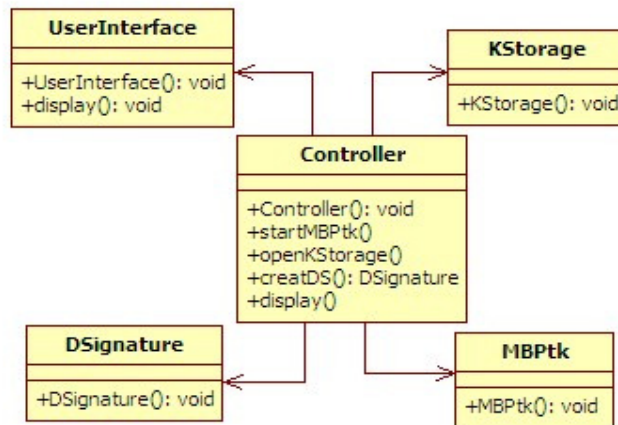 UserInterface
+UserInterface(): void
+display(): void
KStorage
+KStorage(): void
Controller
+Controller(): void
+startMBPtk()
+openKStorage()
+creatDS(): DSignature
+display()
DSignature
+DSignature(): void
MBPtk
+MBPtk(): void